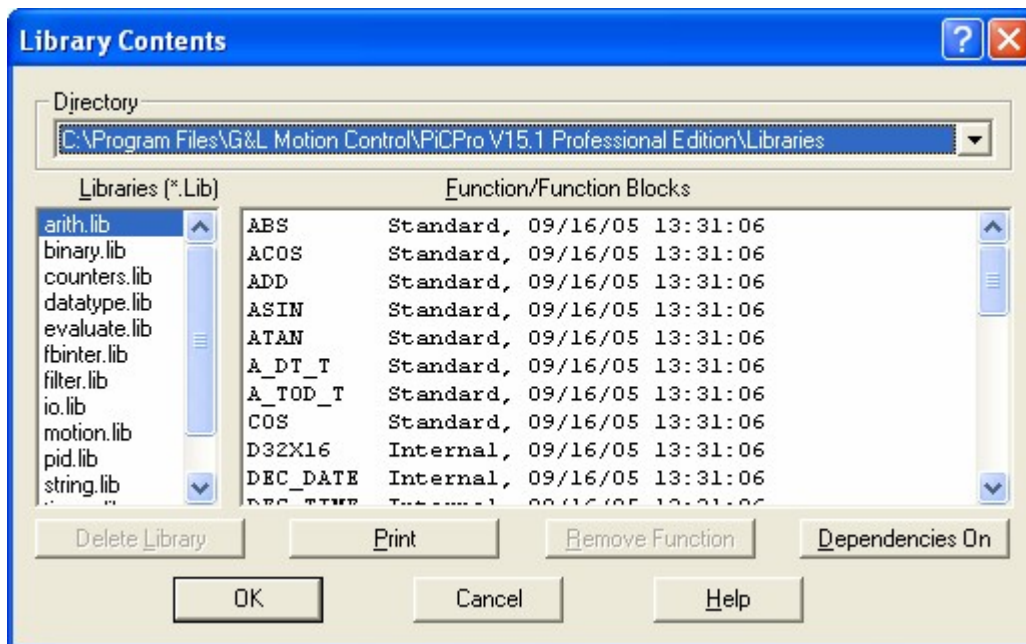 Library Contents
Directory
C:\Program Files\G&L Motion Control\PiCPro V15.1 Professional Edition\Libraries
Libraries (*.Lib)
arith.lib
binary.lib
counters.lib
datatype.lib
evaluate.lib
fbinter.lib
filter.lib
io.lib
motion.lib
pid.lib
string.lib
Function/Function Blocks
ABS Standard, 09/16/05 13:31:06
ACOS Standard, 09/16/05 13:31:06
ADD Standard, 09/16/05 13:31:06
ASIN Standard, 09/16/05 13:31:06
ATAN Standard, 09/16/05 13:31:06
A_DT_T Standard, 09/16/05 13:31:06
A_TOD_T Standard, 09/16/05 13:31:06
COS Standard, 09/16/05 13:31:06
D32X16 Internal, 09/16/05 13:31:06
DEC_DATE Internal, 09/16/05 13:31:06
Delete Library Print Remove Function Dependencies On
OK Cancel Help